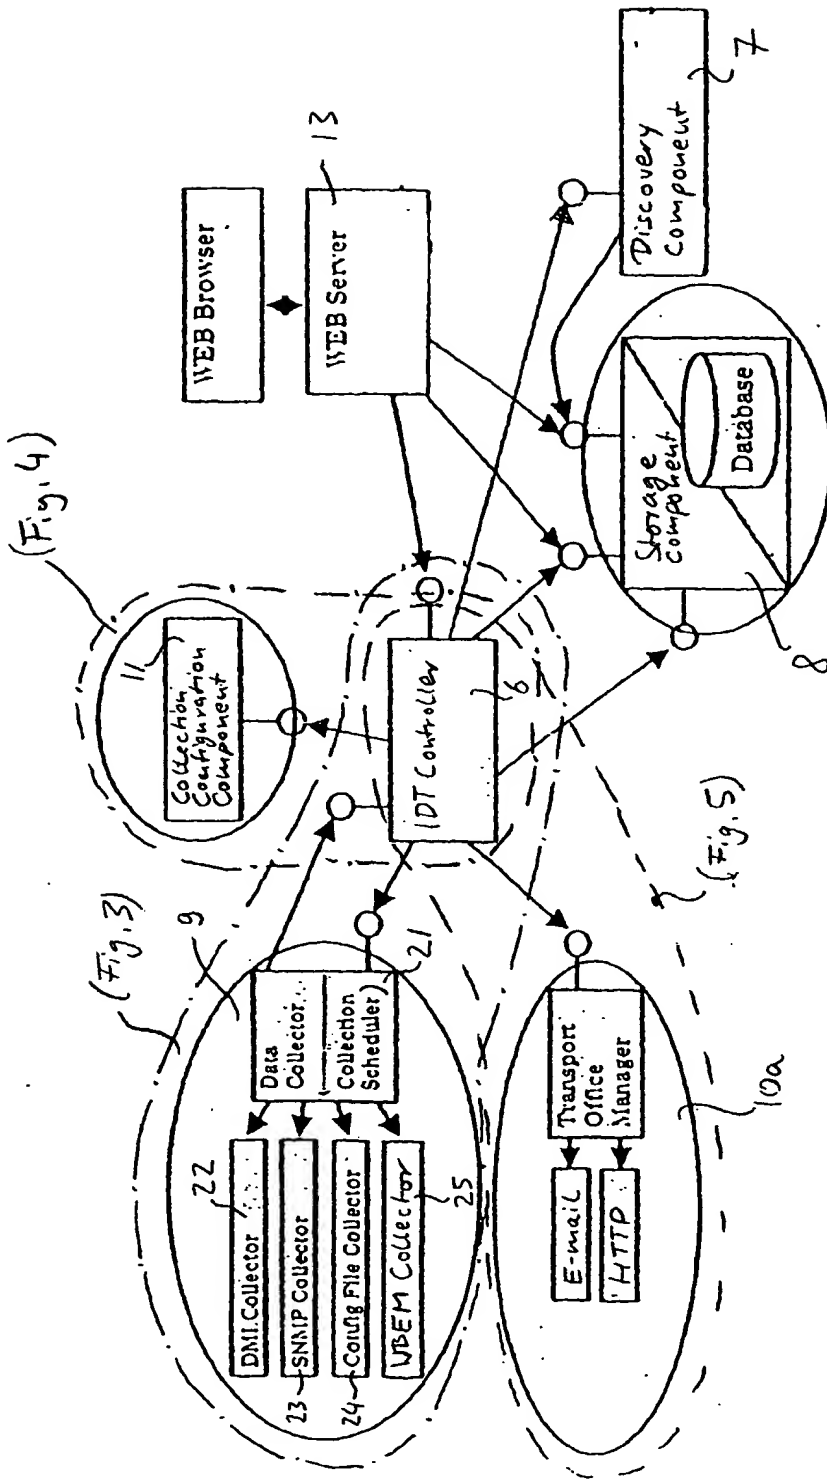 (Fig. 3)
9
22
DMI Collector
23
SNMP Collector
24
Config File Collector
WBEM Collector
25
Data
Collector
(Collection
Scheduler)
21
(Fig. 4)
11
Collection
Configuration
Component
IDT Controller
6
WEB Browser
WEB Server
13
E-mail
HTTP
Transport
Office
Manager
10a
(Fig. 5)
Storage
Component
Database
8
Discovery
Component
7